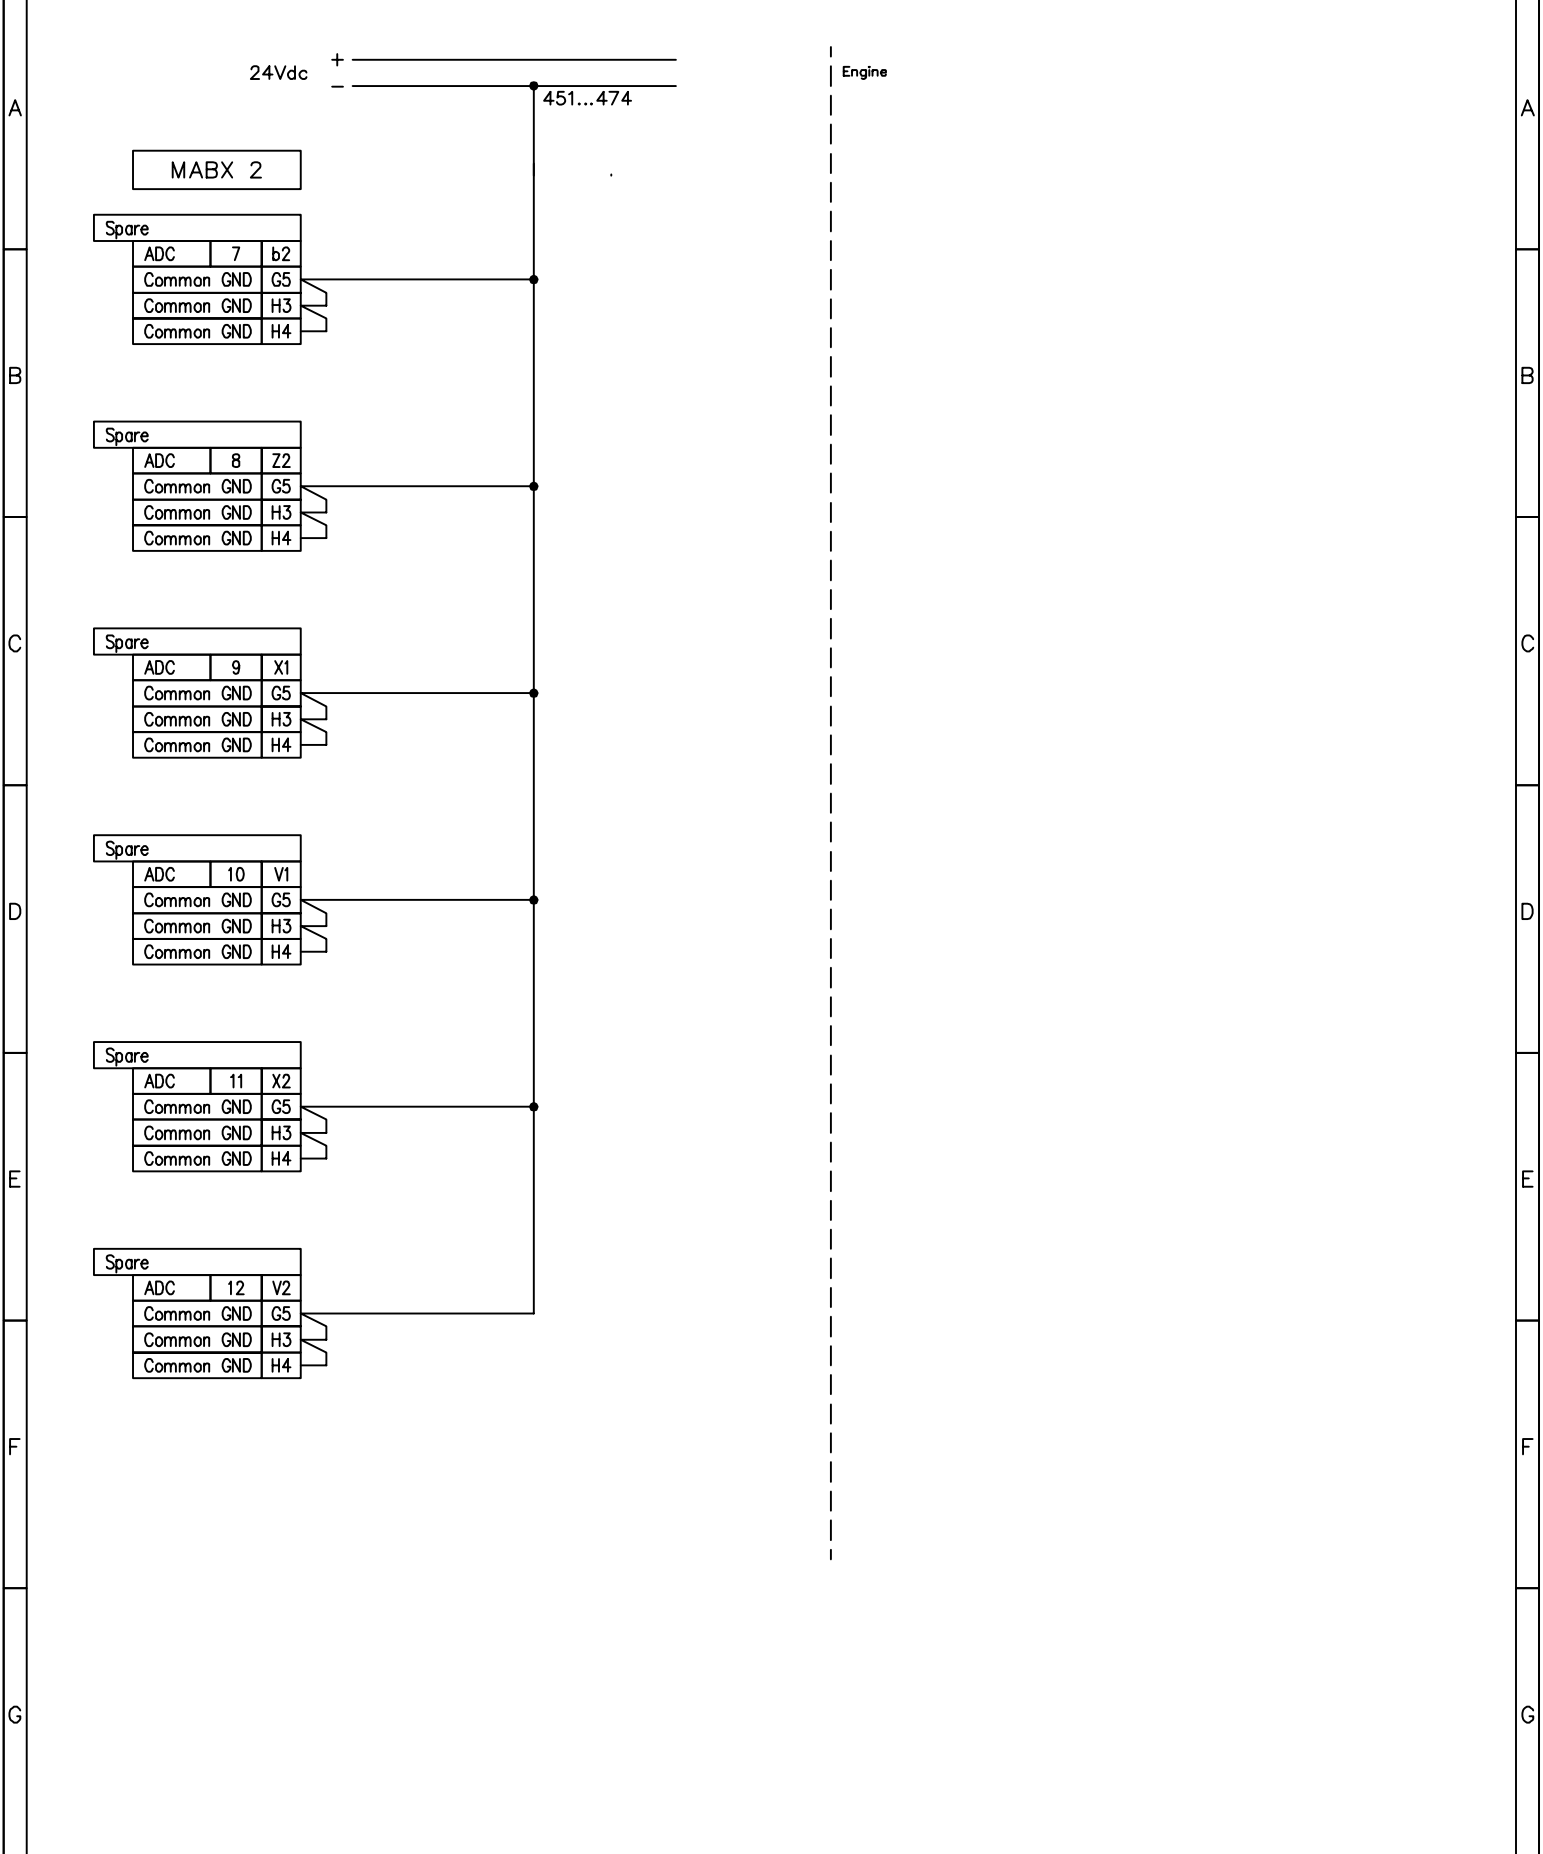 +
24Vdc
Engine
−
451...474
A A
MABX 2
Spare
ADC 7 b2
Common GND G5
Common GND H3
Common GND H4
B B
Spare
ADC 8 Z2
Common GND G5
Common GND H3
Common GND H4
C C
Spare
ADC 9 X1
Common GND G5
Common GND H3
Common GND H4
Spare
ADC 10 V1
Common GND G5
D D
Common GND H3
Common GND H4
Spare
ADC 11 X2
Common GND G5
Common GND H3
Common GND H4
E E
Spare
ADC 12 V2
Common GND G5
Common GND H3
Common GND H4
F F
G G